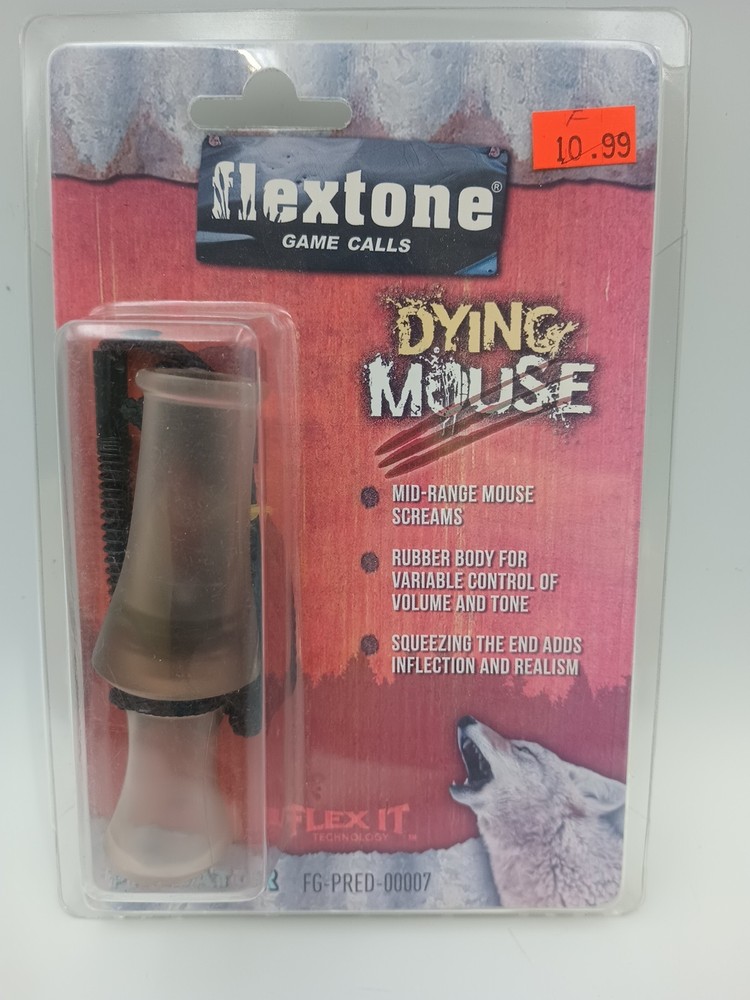 F
10.99
flextone®
GAME CALLS
DYING
MOUSE
MID-RANGE MOUSE
SCREAMS
RUBBER BODY FOR
VARIABLE CONTROL OF
VOLUME AND TONE
SQUEEZING THE END ADDS
INFLECTION AND REALISM
FLEX IT
TECHNOLOGY ™
FG-PRED-00007